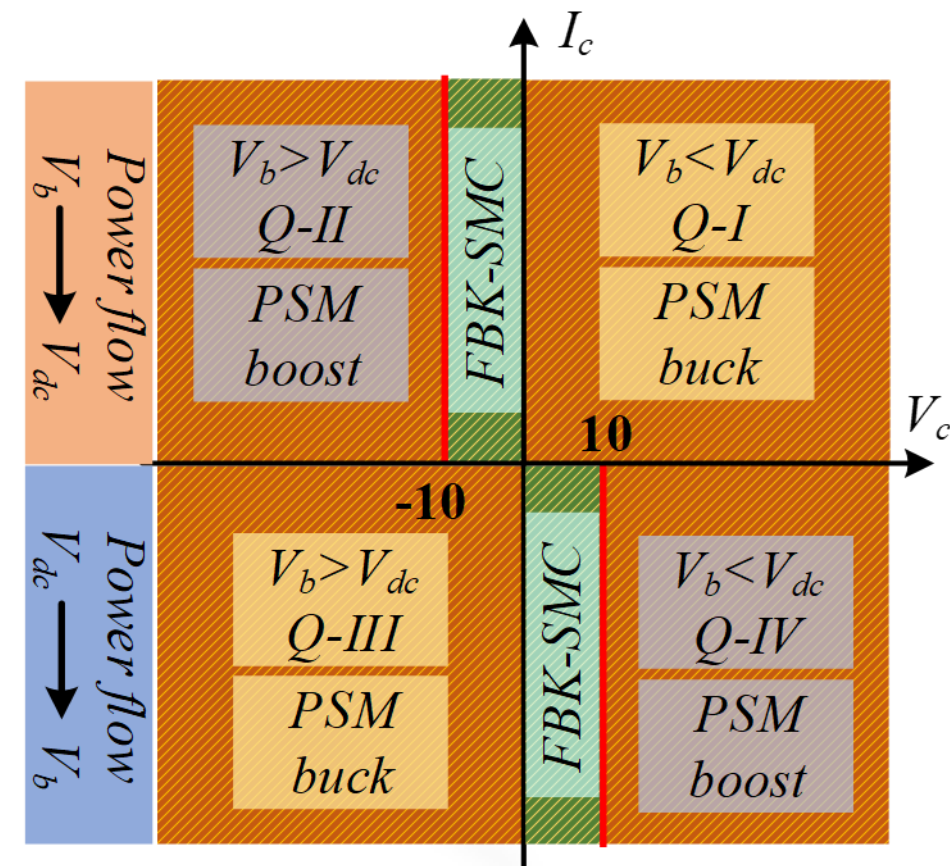 I_c
Power flow
V_b → V_dc
V_b>V_dc
Q-II
PSM
boost
FBK-SMC
V_b<V_dc
Q-I
PSM
buck
10
V_c
-10
Power flow
V_dc → V_b
V_b>V_dc
Q-III
PSM
buck
FBK-SMC
V_b<V_dc
Q-IV
PSM
boost